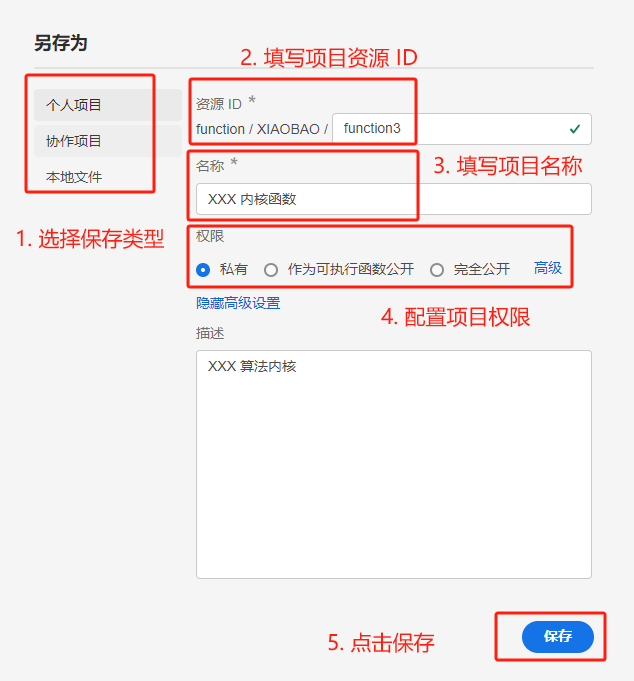 另存为
2. 填写项目资源 ID
个人项目
协作项目
本地文件
1. 选择保存类型
资源 ID *
function / XIAOBAO / function3
名称 *
3. 填写项目名称
XXX 内核函数
权限
私有 作为可执行函数公开 完全公开 高级
隐藏高级设置
4. 配置项目权限
描述
XXX 算法内核
5. 点击保存
保存